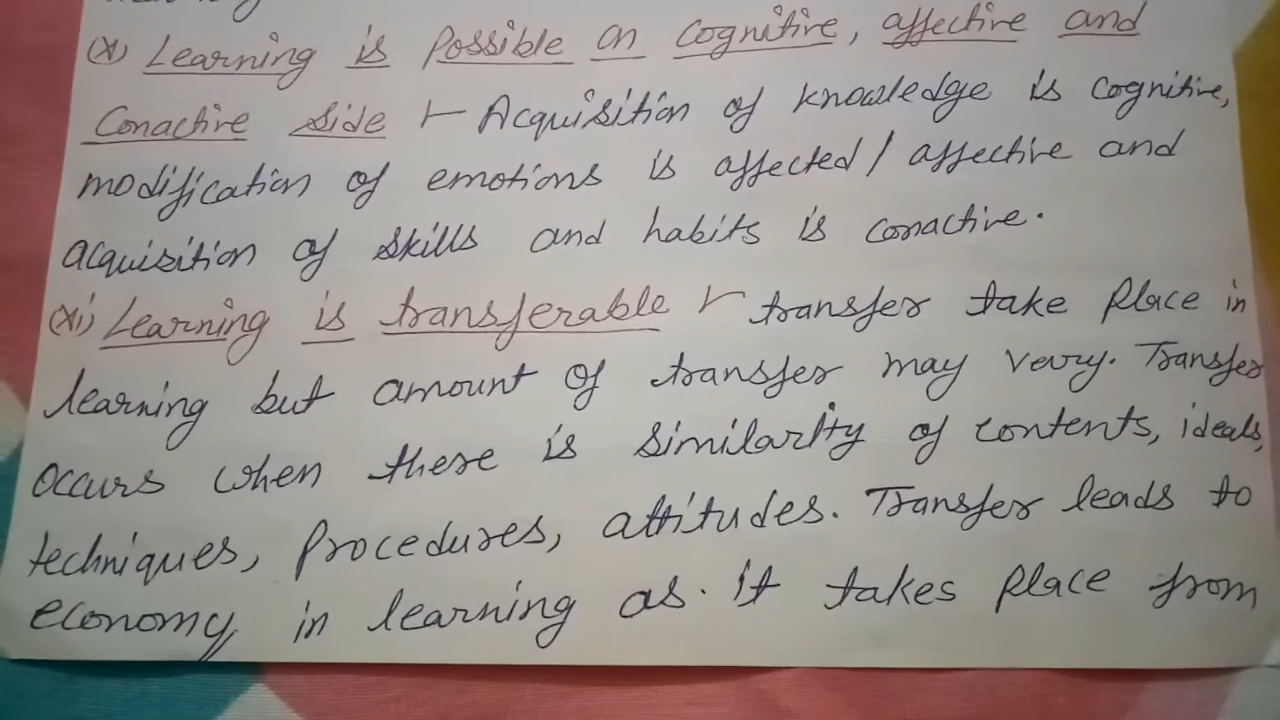 (x) Learning is Possible on Cognitive, affective and
Conactive Side :- Acquisition of knowledge is cognitive,
modification of emotions is affected / affective and
acquisition of skills and habits is conactive.
(xi) Learning is transferable :- transfer take Place in
learning but amount of transfer may very. Transfer
occurs when there is similarity of contents, ideals,
techniques, Procedures, attitudes. Transfer leads to
economy in learning as. it takes place from